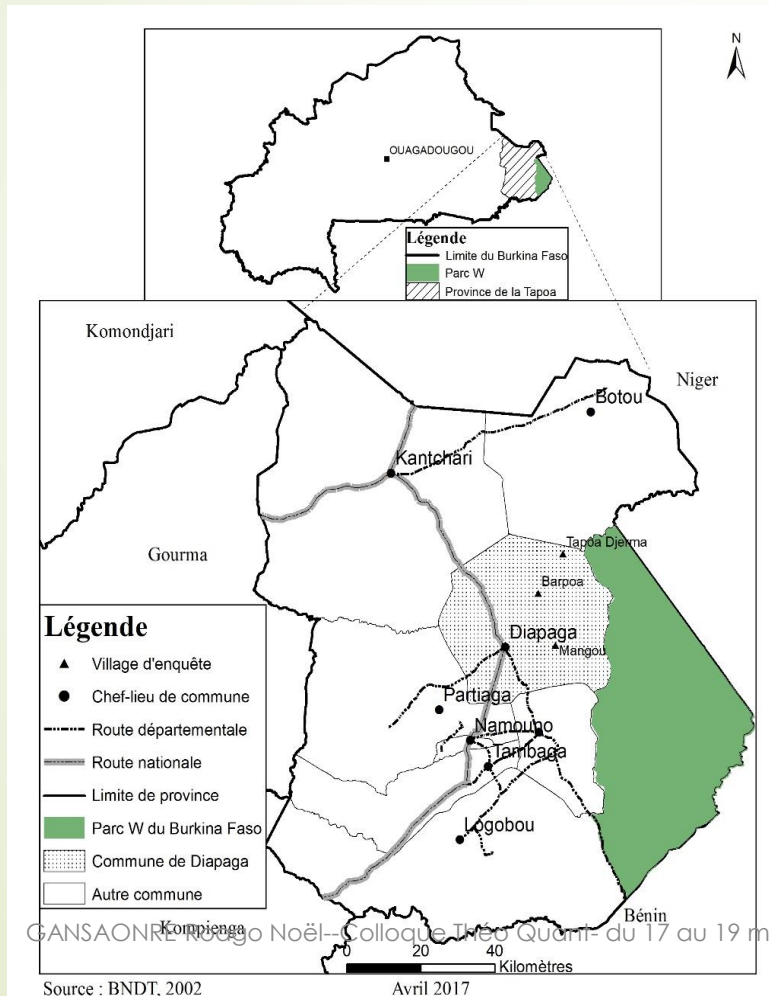 N
OUAGADOUGOU
Légende
Limite du Burkina Faso
Parc W
Province de la Tapoa
Komondjari
Niger
Botou
Kantchari
Tapoa Djerma
Gourma
Barpoa
Diapaga
Mangou
Partiaga
Namouno
Tambaga
Logobou
Légende
Village d'enquête
Chef-lieu de commune
Route départementale
Route nationale
Limite de province
Parc W du Burkina Faso
Commune de Diapaga
Autre commune
Kompienga
Bénin
GANSAONRE Rodgo Noël--Colloque Théo Quant- du 17 au 19 m
0 20 40
Kilomètres
Source : BNDT, 2002 Avril 2017